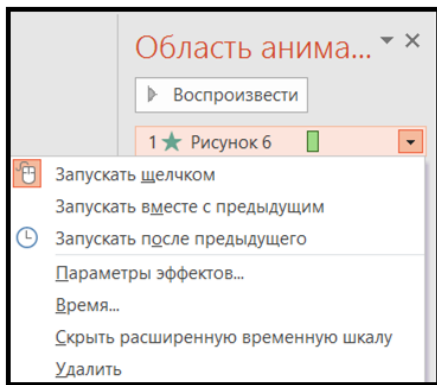 Область анима...
Воспроизвести
1 Рисунок 6
Запускать щелчком
Запускать вместе с предыдущим
Запускать после предыдущего
Параметры эффектов...
Время...
Скрыть расширенную временную шкалу
Удалить